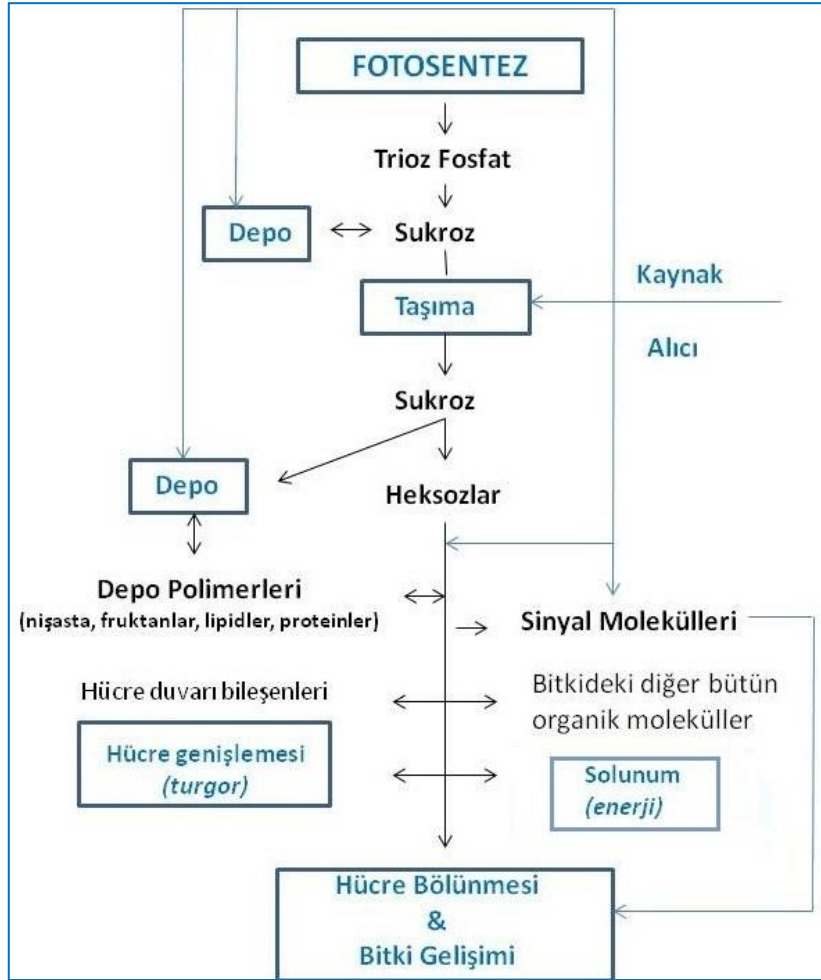 FOTOSENTEZ
Trioz Fosfat
Depo
Sukroz
Kaynak
Taşıma
Alıcı
Sukroz
Depo
Heksozlar
Depo Polimerleri
(nişasta, fruktanlar, lipidler, proteinler)
Sinyal Molekülleri
Hücre duvarı bileşenleri
Bitkideki diğer bütün
organik moleküller
Hücre genişlemesi
(turgor)
Solunum
(enerji)
Hücre Bölünmesi
&
Bitki Gelişimi